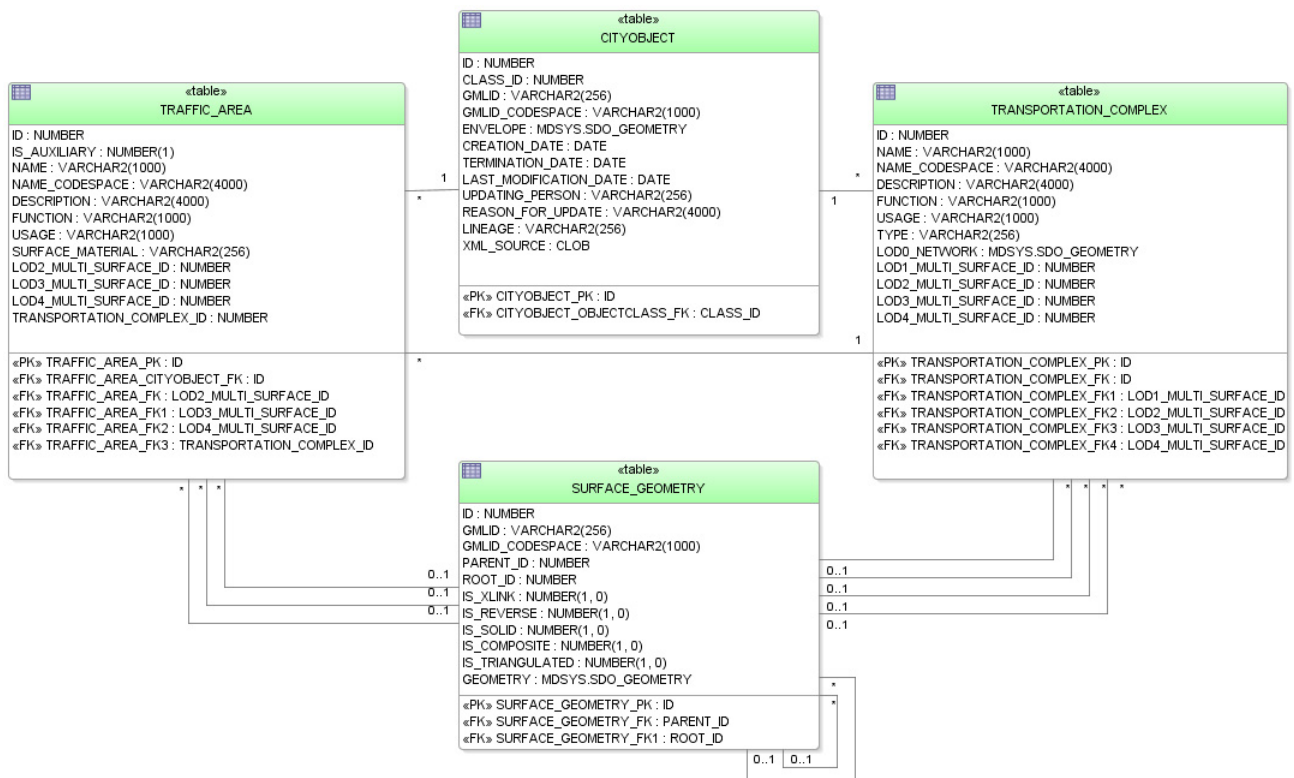 «table»
CITYOBJECT
ID : NUMBER
CLASS_ID : NUMBER
GMLID : VARCHAR2(256)
GMLID_CODESPACE : VARCHAR2(1000)
ENVELOPE : MDSYS.SDO_GEOMETRY
CREATION_DATE : DATE
TERMINATION_DATE : DATE
LAST_MODIFICATION_DATE : DATE
UPDATING_PERSON : VARCHAR2(256)
REASON_FOR_UPDATE : VARCHAR2(4000)
LINEAGE : VARCHAR2(256)
XML_SOURCE : CLOB
«PK» CITYOBJECT_PK : ID
«FK» CITYOBJECT_OBJECTCLASS_FK : CLASS_ID
«table»
TRAFFIC_AREA
ID : NUMBER
IS_AUXILIARY : NUMBER(1)
NAME : VARCHAR2(1000)
NAME_CODESPACE : VARCHAR2(4000)
DESCRIPTION : VARCHAR2(4000)
FUNCTION : VARCHAR2(1000)
USAGE : VARCHAR2(1000)
SURFACE_MATERIAL : VARCHAR2(256)
LOD2_MULTI_SURFACE_ID : NUMBER
LOD3_MULTI_SURFACE_ID : NUMBER
LOD4_MULTI_SURFACE_ID : NUMBER
TRANSPORTATION_COMPLEX_ID : NUMBER
«PK» TRAFFIC_AREA_PK : ID
«FK» TRAFFIC_AREA_CITYOBJECT_FK : ID
«FK» TRAFFIC_AREA_FK : LOD2_MULTI_SURFACE_ID
«FK» TRAFFIC_AREA_FK1 : LOD3_MULTI_SURFACE_ID
«FK» TRAFFIC_AREA_FK2 : LOD4_MULTI_SURFACE_ID
«FK» TRAFFIC_AREA_FK3 : TRANSPORTATION_COMPLEX_ID
1
*
*
1
*
1
«table»
TRANSPORTATION_COMPLEX
ID : NUMBER
NAME : VARCHAR2(1000)
NAME_CODESPACE : VARCHAR2(4000)
DESCRIPTION : VARCHAR2(4000)
FUNCTION : VARCHAR2(1000)
USAGE : VARCHAR2(1000)
TYPE : VARCHAR2(256)
LOD0_NETWORK : MDSYS.SDO_GEOMETRY
LOD1_MULTI_SURFACE_ID : NUMBER
LOD2_MULTI_SURFACE_ID : NUMBER
LOD3_MULTI_SURFACE_ID : NUMBER
LOD4_MULTI_SURFACE_ID : NUMBER
«PK» TRANSPORTATION_COMPLEX_PK : ID
«FK» TRANSPORTATION_COMPLEX_FK : ID
«FK» TRANSPORTATION_COMPLEX_FK1 : LOD1_MULTI_SURFACE_ID
«FK» TRANSPORTATION_COMPLEX_FK2 : LOD2_MULTI_SURFACE_ID
«FK» TRANSPORTATION_COMPLEX_FK3 : LOD3_MULTI_SURFACE_ID
«FK» TRANSPORTATION_COMPLEX_FK4 : LOD4_MULTI_SURFACE_ID
* * *
* * * *
0..1
0..1
0..1
«table»
SURFACE_GEOMETRY
ID : NUMBER
GMLID : VARCHAR2(256)
GMLID_CODESPACE : VARCHAR2(1000)
PARENT_ID : NUMBER
ROOT_ID : NUMBER
IS_XLINK : NUMBER(1, 0)
IS_REVERSE : NUMBER(1, 0)
IS_SOLID : NUMBER(1, 0)
IS_COMPOSITE : NUMBER(1, 0)
IS_TRIANGULATED : NUMBER(1, 0)
GEOMETRY : MDSYS.SDO_GEOMETRY
«PK» SURFACE_GEOMETRY_PK : ID
«FK» SURFACE_GEOMETRY_FK : PARENT_ID
«FK» SURFACE_GEOMETRY_FK1 : ROOT_ID
0..1
0..1
0..1
0..1
*
*
0..1 0..1